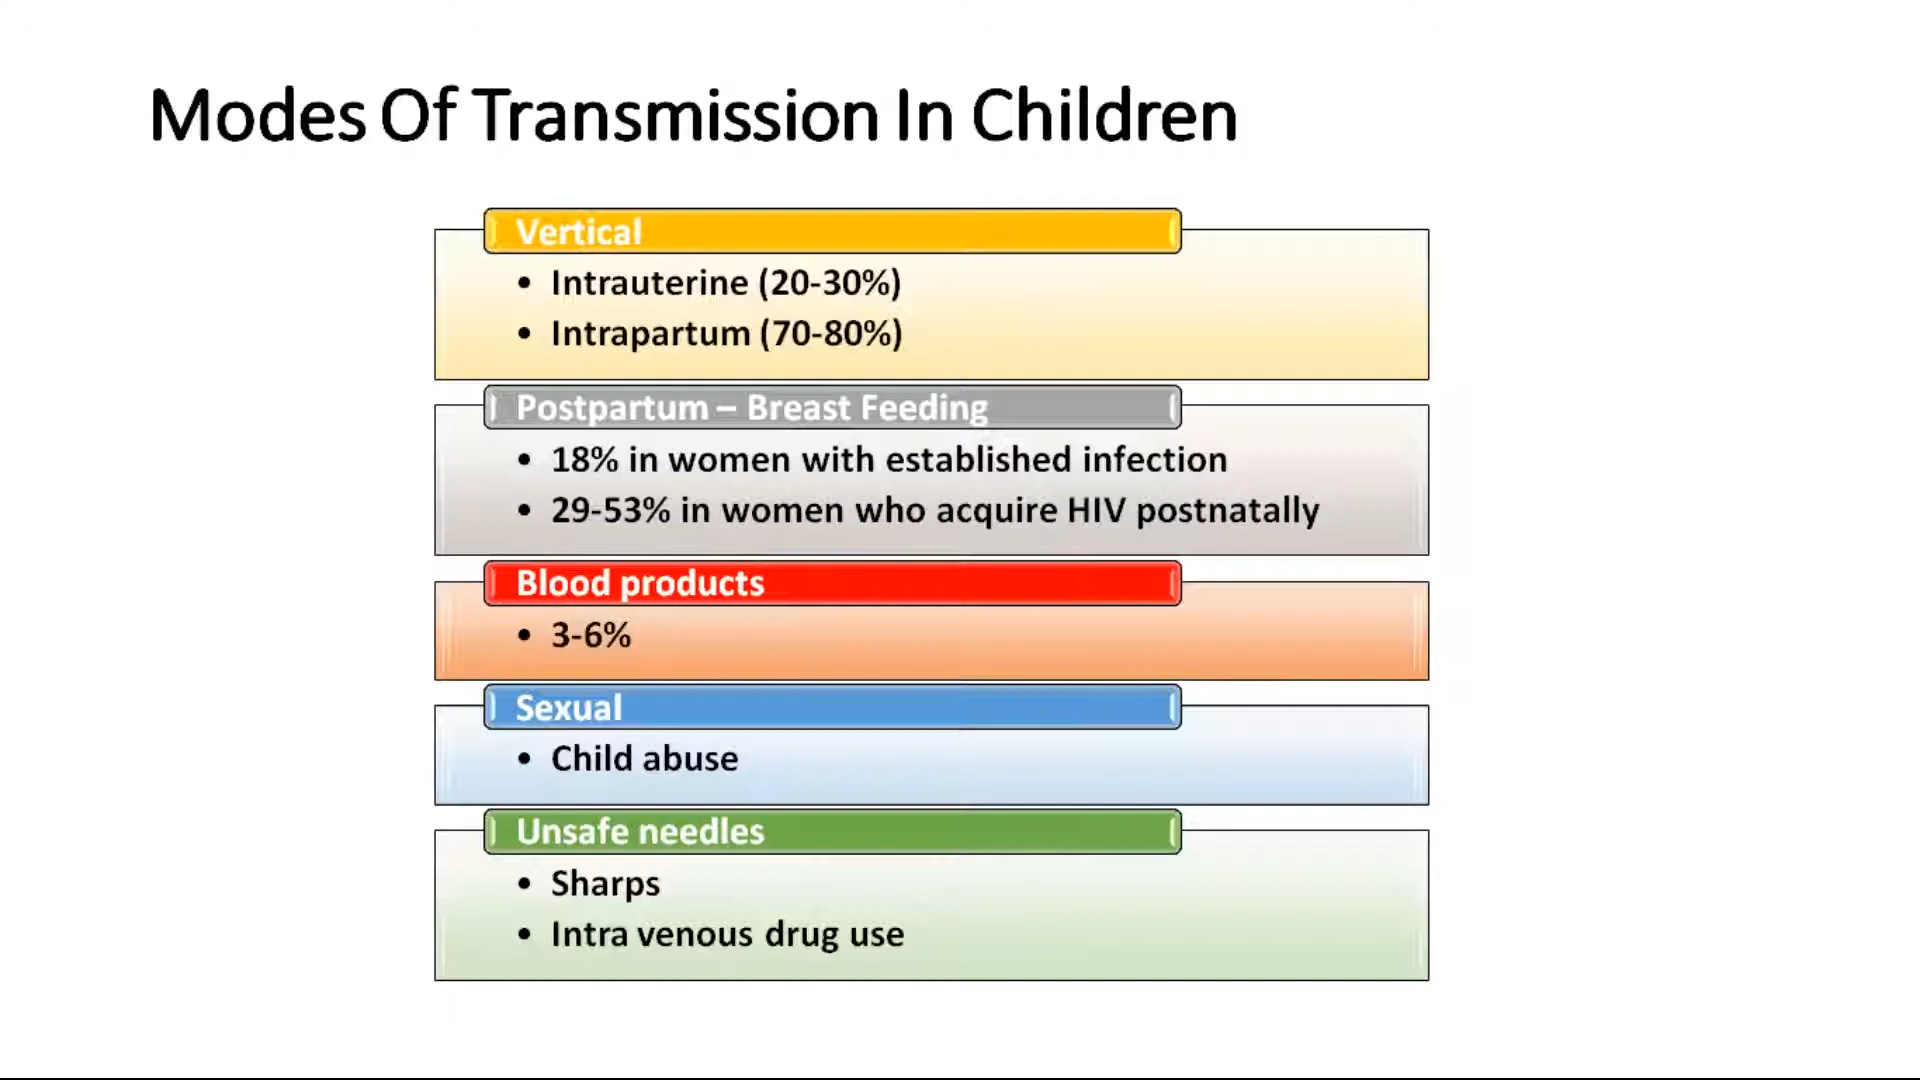 Modes Of Transmission In Children
Vertical
• Intrauterine (20-30%)
• Intrapartum (70-80%)
Postpartum – Breast Feeding
• 18% in women with established infection
• 29-53% in women who acquire HIV postnatally
Blood products
• 3-6%
Sexual
• Child abuse
Unsafe needles
• Sharps
• Intra venous drug use